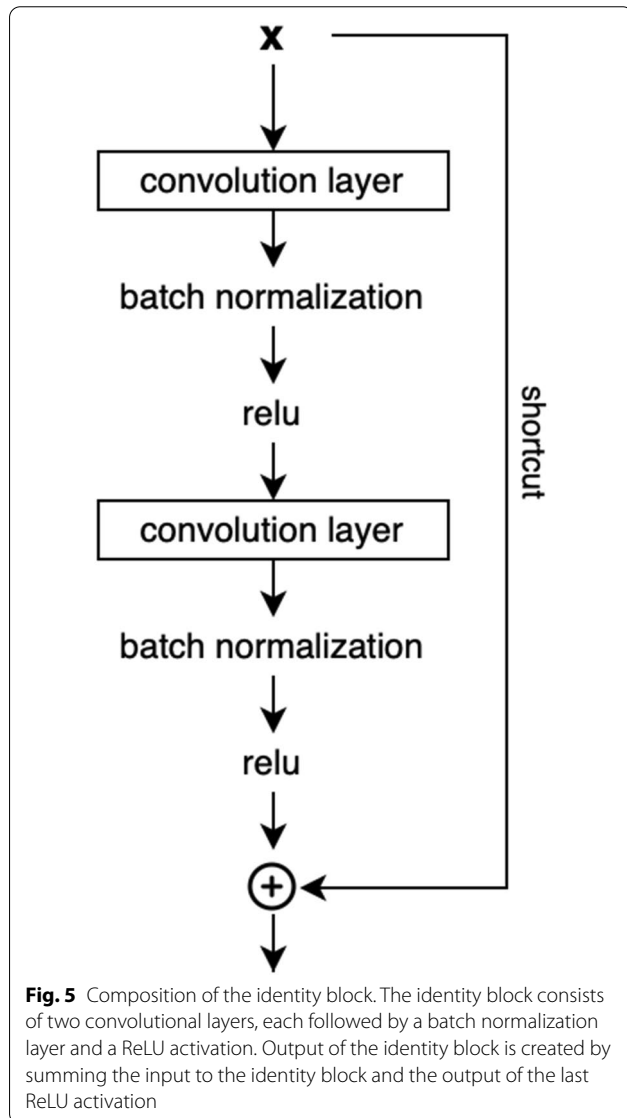 x
convolution layer
batch normalization
relu
shortcut
convolution layer
batch normalization
relu
+
Fig. 5 Composition of the identity block. The identity block consists
of two convolutional layers, each followed by a batch normalization
layer and a ReLU activation. Output of the identity block is created by
summing the input to the identity block and the output of the last
ReLU activation